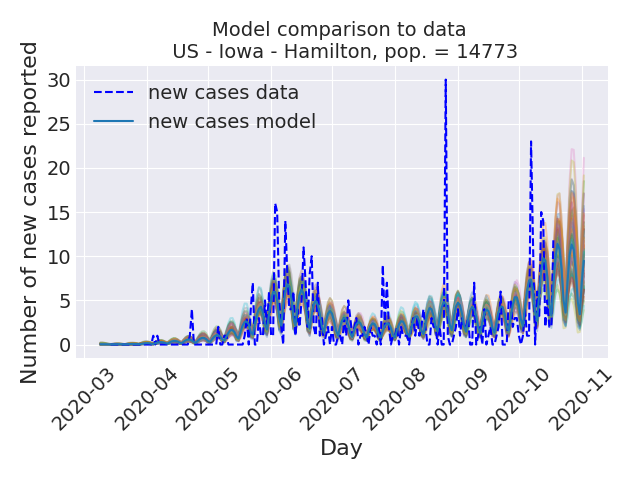 Model comparison to data
US - Iowa - Hamilton, pop. = 14773
Number of new cases reported
30
25
20
15
10
5
0
new cases data
new cases model
2020-03
2020-04
2020-05
2020-06
2020-07
2020-08
2020-09
2020-10
2020-11
Day